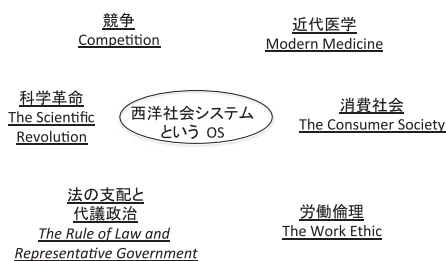 競争
Competition
近代医学
Modern Medicine
科学革命
The Scientific
Revolution
西洋社会システム
という OS
消費社会
The Consumer Society
法の支配と
代議政治
The Rule of Law and
Representative Government
労働倫理
The Work Ethic